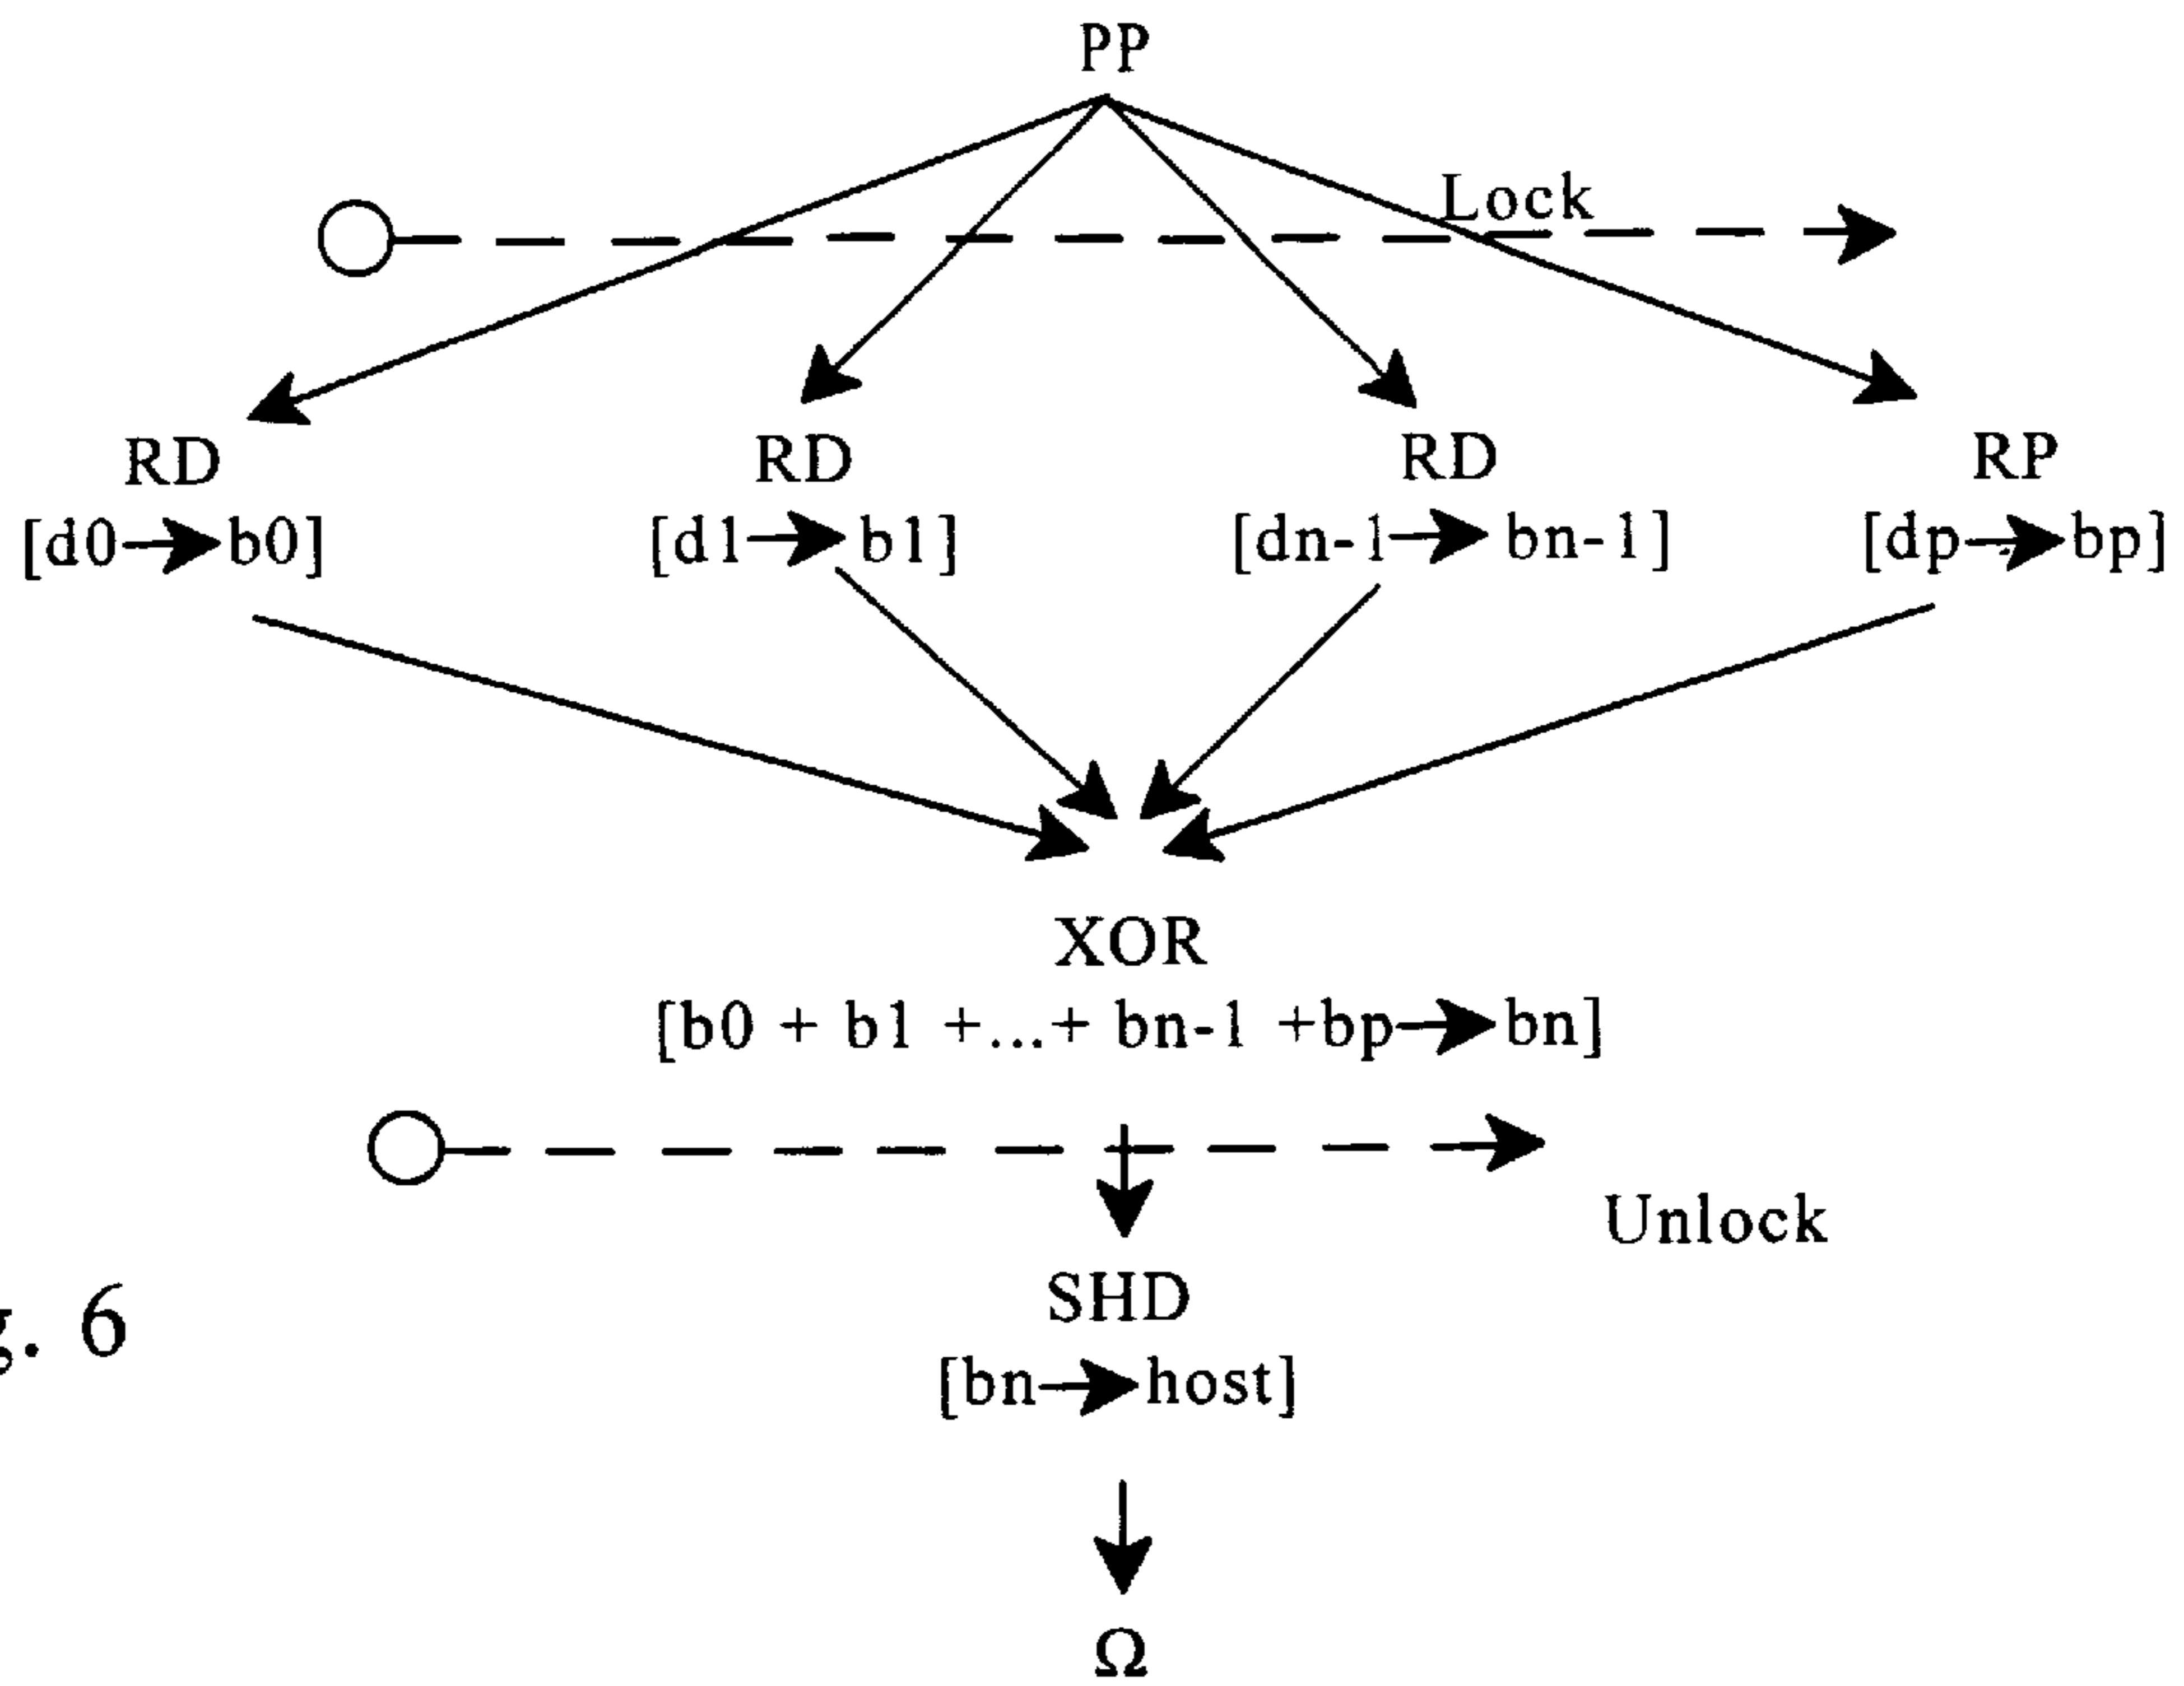 PP
Lock
RD RD RD RP
[d0→b0] [d1→b1] [dn-1→bn-1] [dp→bp]
XOR
[b0 + b1 +...+ bn-1 +bp→bn]
Unlock
SHD
g. 6
[bn→host]
Ω